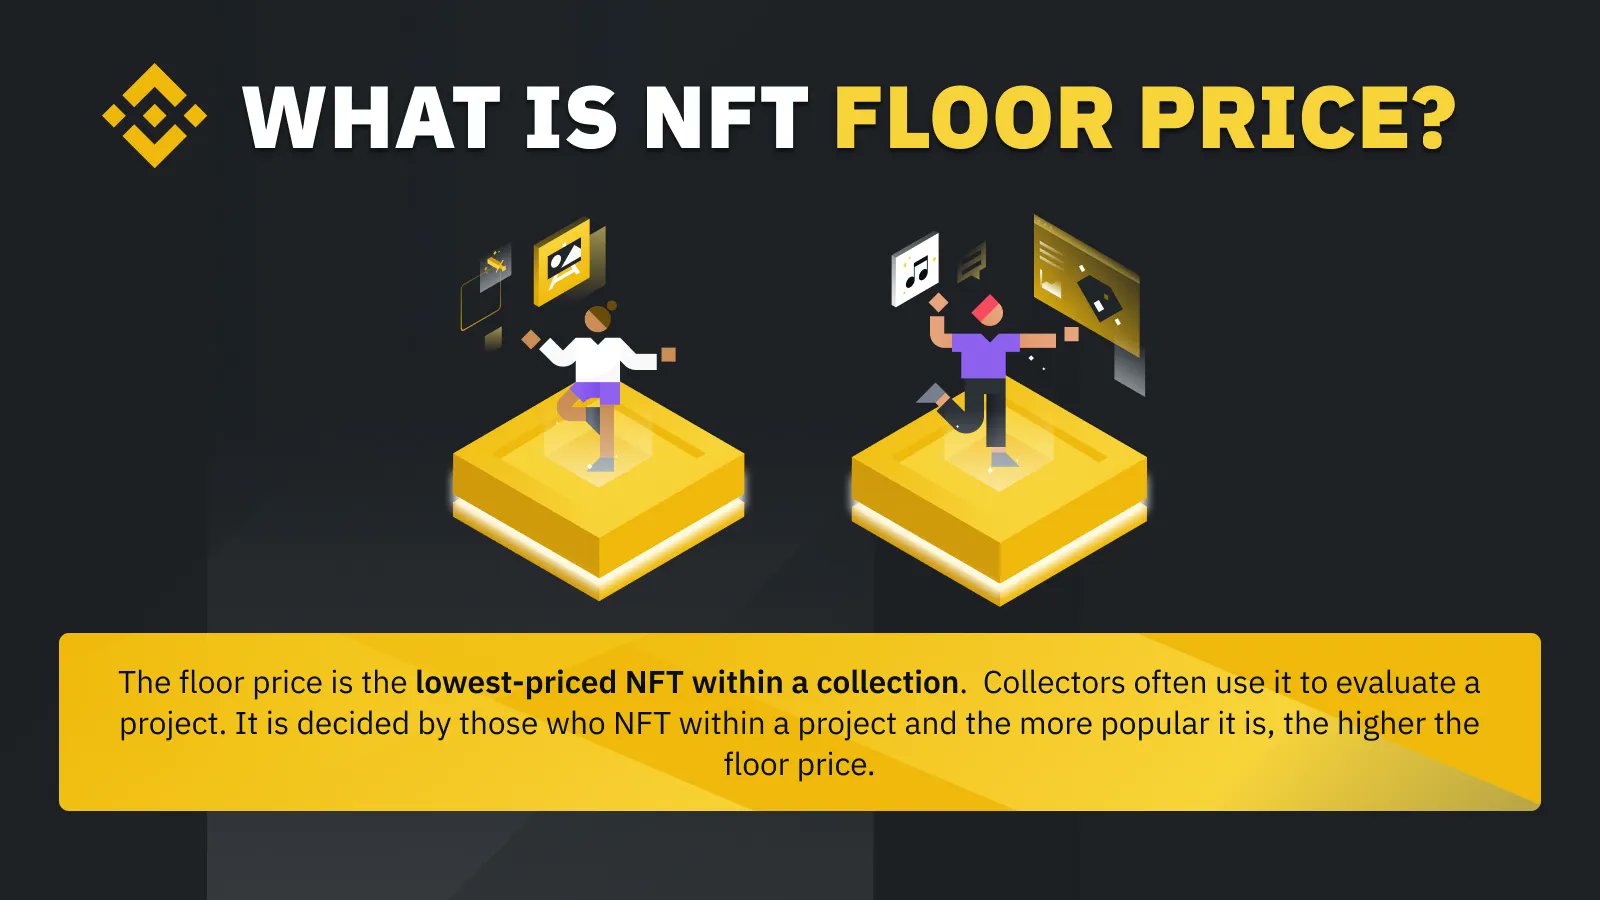 WHAT IS NFT FLOOR PRICE?
The floor price is the lowest-priced NFT within a collection.  Collectors often use it to evaluate a
project. It is decided by those who NFT within a project and the more popular it is, the higher the
floor price.